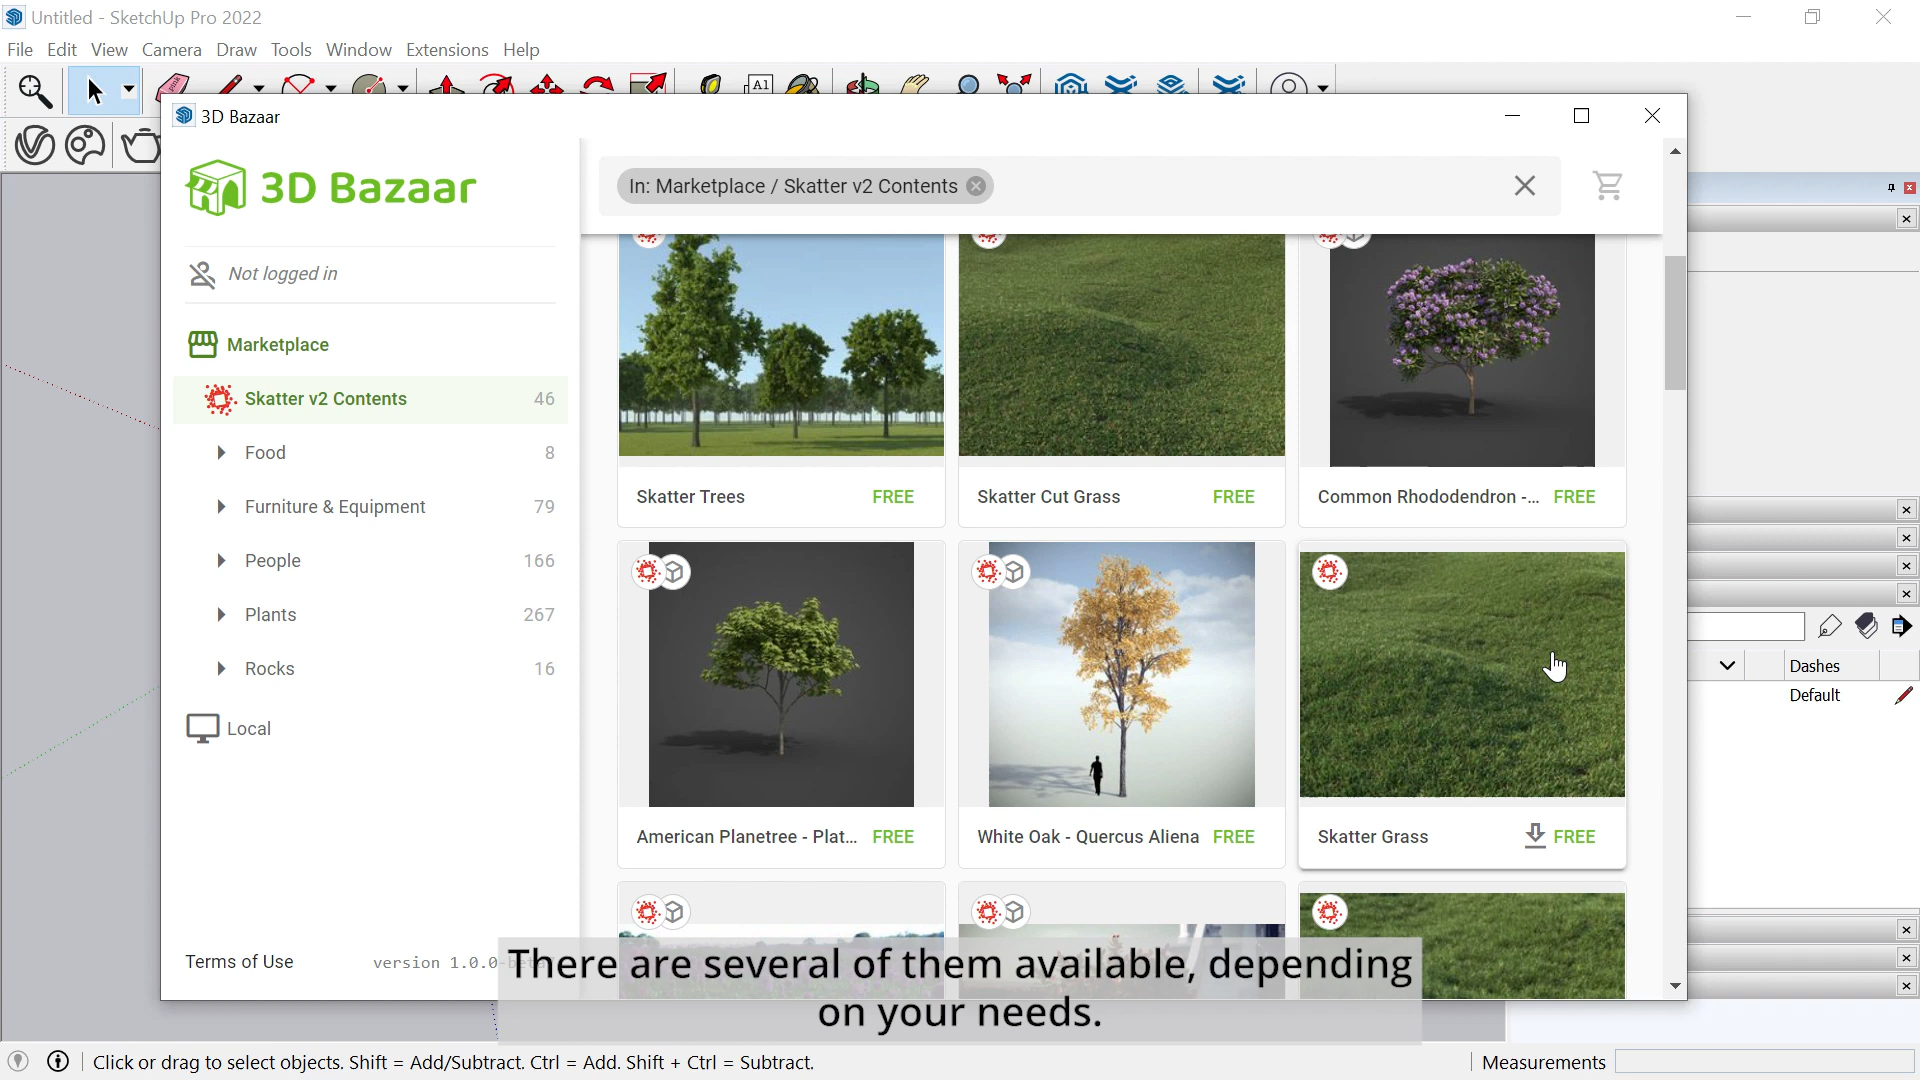 Untitled - SketchUp Pro 2022
File Edit View Camera Draw Tools Window Extensions Help
3D Bazaar
3D Bazaar
In: Marketplace / Skatter v2 Contents
Not logged in
Marketplace
Skatter v2 Contents 46
Food 8
Furniture & Equipment 79
People 166
Plants 267
Rocks 16
Local
Skatter Trees FREE
Skatter Cut Grass FREE
Common Rhododendron -... FREE
American Planetree - Plat... FREE
White Oak - Quercus Aliena FREE
Skatter Grass FREE
Dashes
Default
Terms of Use
version 1.0.0-beta
There are several of them available, depending
on your needs.
Click or drag to select objects. Shift = Add/Subtract. Ctrl = Add. Shift + Ctrl = Subtract.
Measurements